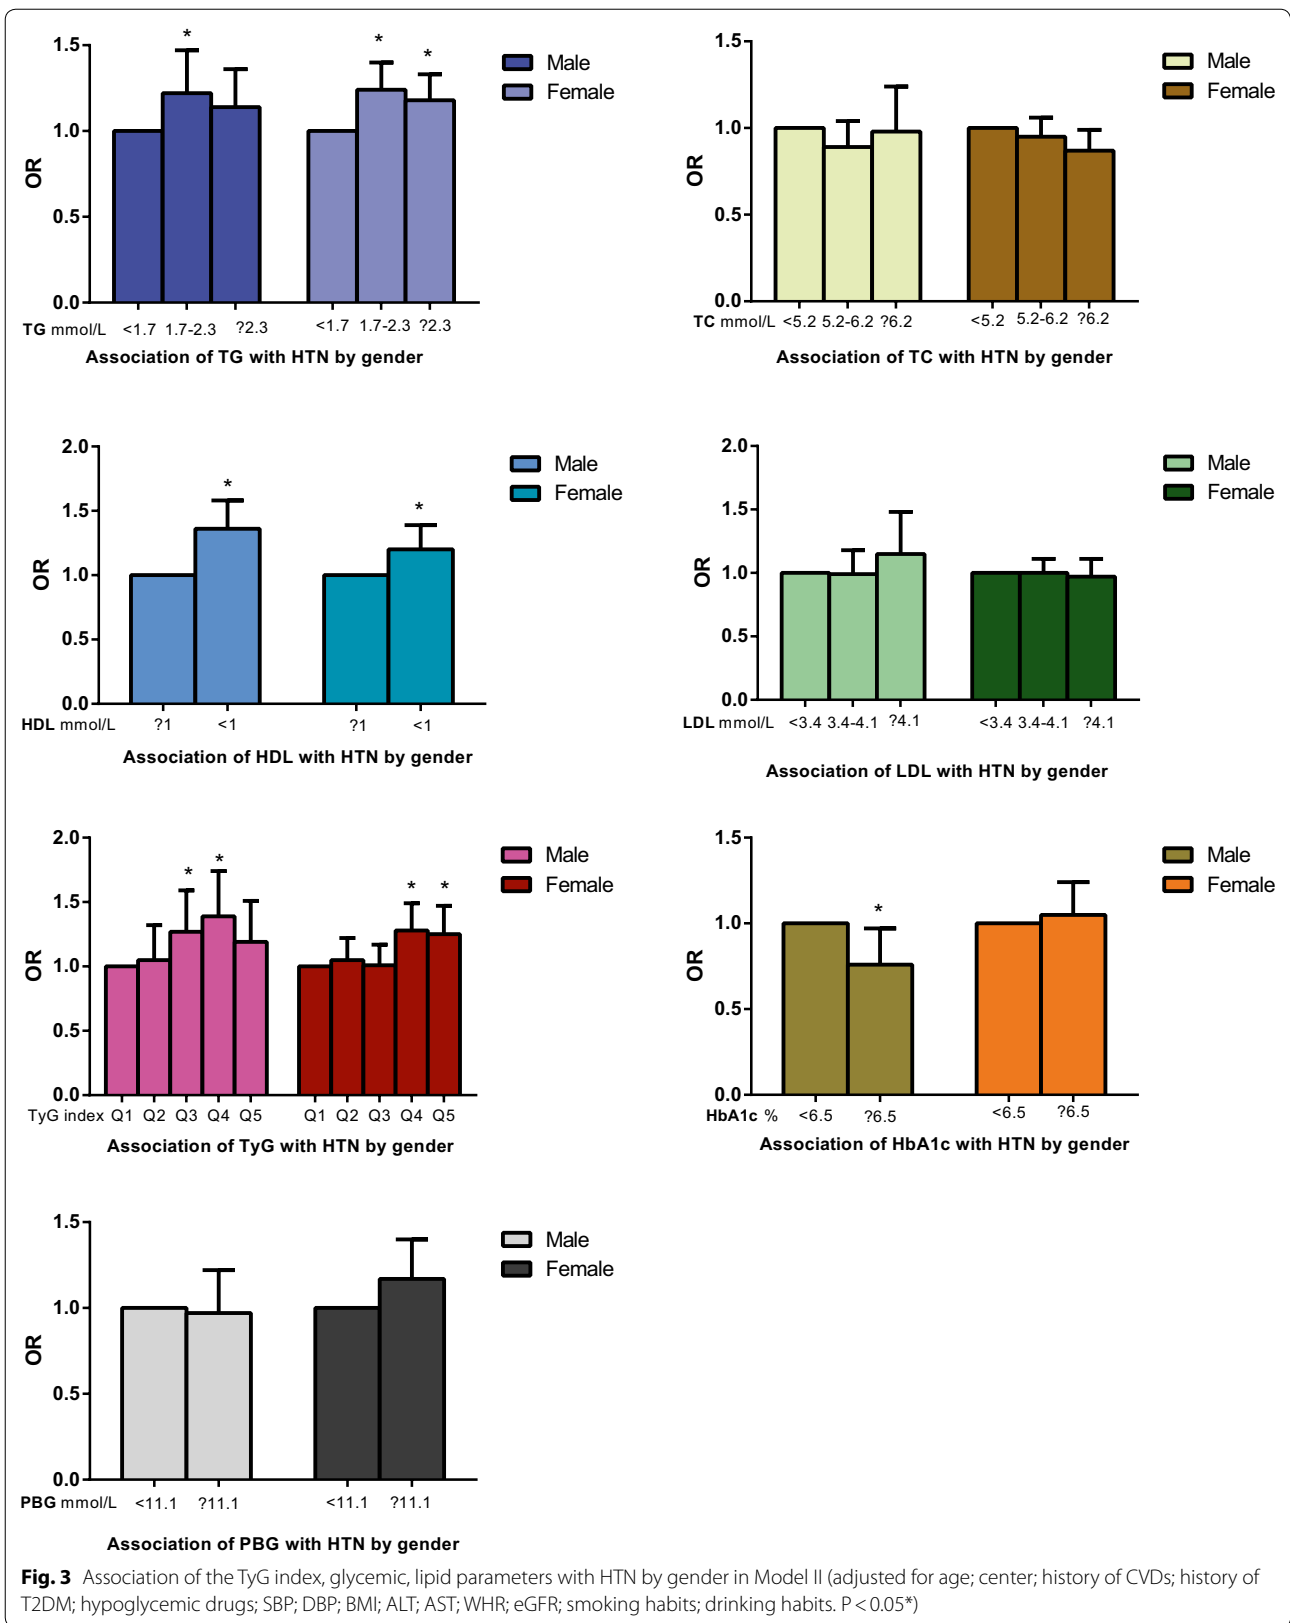 1.5
1.0
0.5
0.0
OR
* * *
Male
Female
TG mmol/L <1.7 1.7-2.3 ?2.3 <1.7 1.7-2.3 ?2.3
Association of TG with HTN by gender
1.5
1.0
0.5
0.0
OR
Male
Female
TC mmol/L <5.2 5.2-6.2 ?6.2 <5.2 5.2-6.2 ?6.2
Association of TC with HTN by gender
2.0
1.5
1.0
0.5
0.0
OR
* *
Male
Female
HDL mmol/L ?1 <1 ?1 <1
Association of HDL with HTN by gender
2.0
1.5
1.0
0.5
0.0
OR
Male
Female
LDL mmol/L <3.4 3.4-4.1 ?4.1 <3.4 3.4-4.1 ?4.1
Association of LDL with HTN by gender
2.0
1.5
1.0
0.5
0.0
OR
* * * *
Male
Female
TyG index Q1 Q2 Q3 Q4 Q5 Q1 Q2 Q3 Q4 Q5
Association of TyG with HTN by gender
1.5
1.0
0.5
0.0
OR
*
Male
Female
HbA1c % <6.5 ?6.5 <6.5 ?6.5
Association of HbA1c with HTN by gender
1.5
1.0
0.5
0.0
OR
Male
Female
PBG mmol/L <11.1 ?11.1 <11.1 ?11.1
Association of PBG with HTN by gender
Fig. 3 Association of the TyG index, glycemic, lipid parameters with HTN by gender in Model II (adjusted for age; center; history of CVDs; history of
T2DM; hypoglycemic drugs; SBP; DBP; BMI; ALT; AST; WHR; eGFR; smoking habits; drinking habits. P < 0.05*)